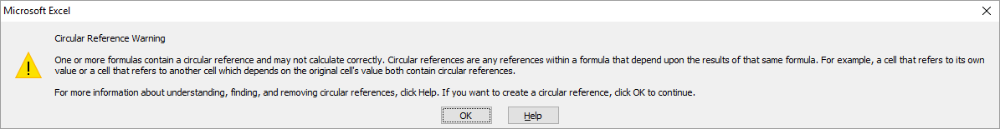 Microsoft Excel
Circular Reference Warning
One or more formulas contain a circular reference and may not calculate correctly. Circular references are any references within a formula that depend upon the results of that same formula. For example, a cell that refers to its own
value or a cell that refers to another cell which depends on the original cell's value both contain circular references.
For more information about understanding, finding, and removing circular references, click Help. If you want to create a circular reference, click OK to continue.
OK
Help